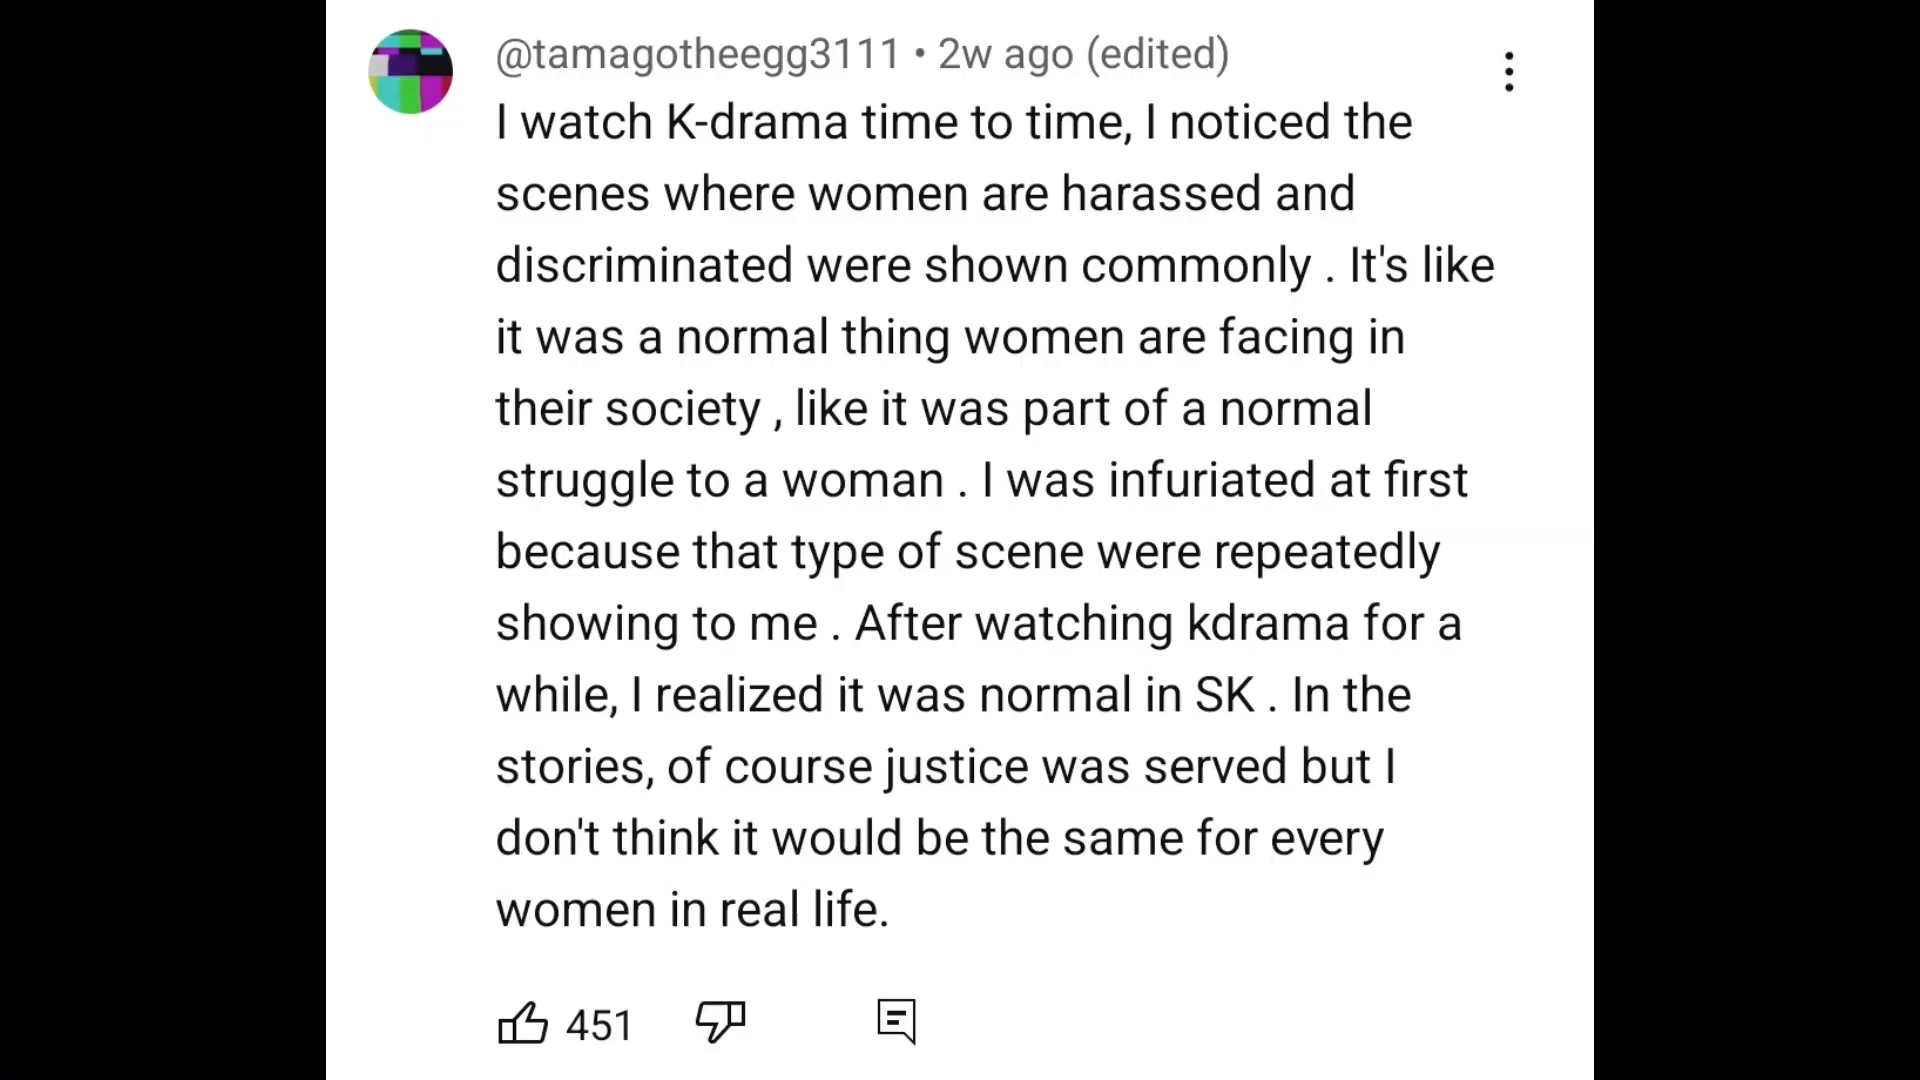 @tamagotheegg3111 • 2w ago (edited)
I watch K-drama time to time, I noticed the
scenes where women are harassed and
discriminated were shown commonly . It's like
it was a normal thing women are facing in
their society , like it was part of a normal
struggle to a woman . I was infuriated at first
because that type of scene were repeatedly
showing to me . After watching kdrama for a
while, I realized it was normal in SK . In the
stories, of course justice was served but I
don't think it would be the same for every
women in real life.
451